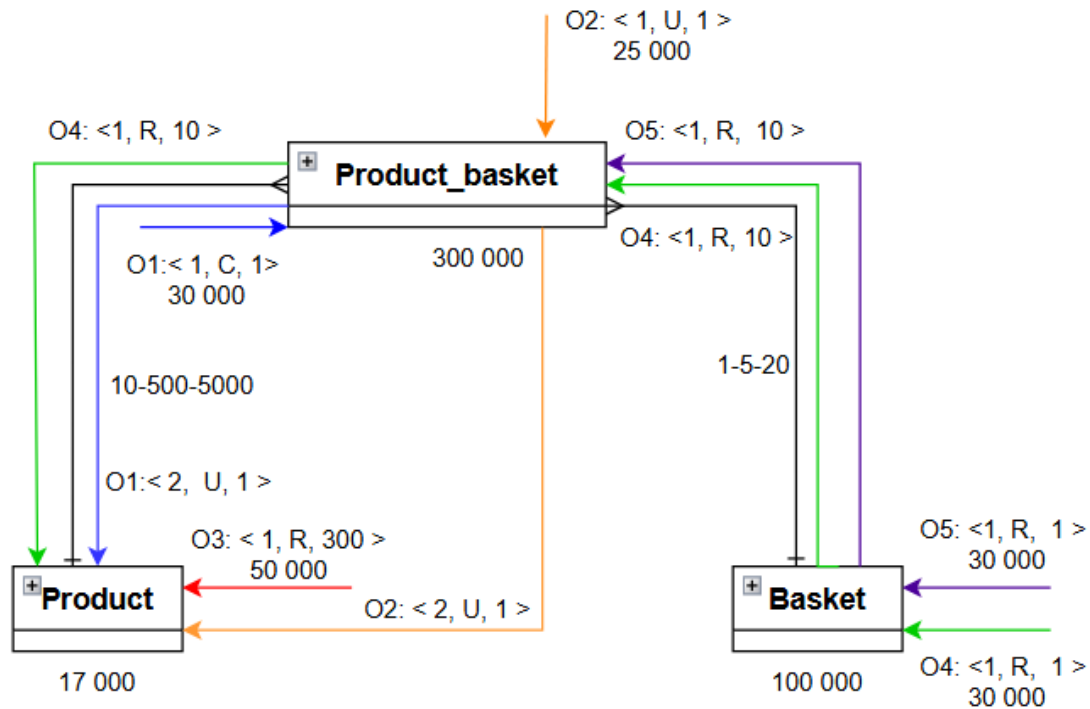 O2: < 1, U, 1 >
25 000
O4: <1, R, 10 >
O5: <1, R, 10 >
Product_basket
O4: <1, R, 10 >
O1:< 1, C, 1>
30 000
300 000
1-5-20
10-500-5000
O1:< 2, U, 1 >
O3: < 1, R, 300 >
50 000
O5: <1, R, 1 >
30 000
Product
O2: < 2, U, 1 >
Basket
17 000
100 000
O4: <1, R, 1 >
30 000